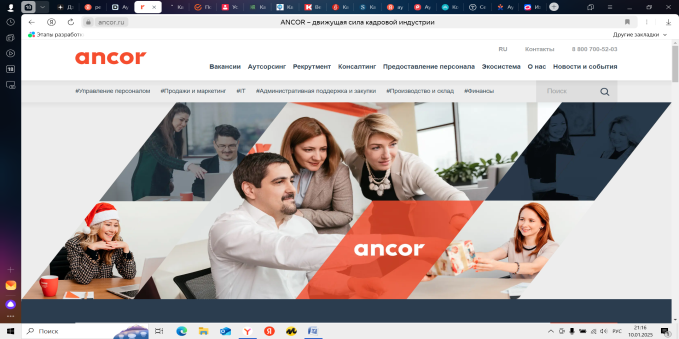 ancor.ru
ANCOR – движущая сила кадровой индустрии
Этапы разработ
Другие закладки
ancor
RU Контакты 8 800 700-52-03
Вакансии Аутсорсинг Рекрутмент Консалтинг Предоставление персонала Экосистема О нас Новости и события
#Управление персоналом #Продажи и маркетинг #IT #Административная поддержка и закупки #Производство и склад #Финансы Поиск
ancor
Поиск
РУС
21:16
10.01.2025